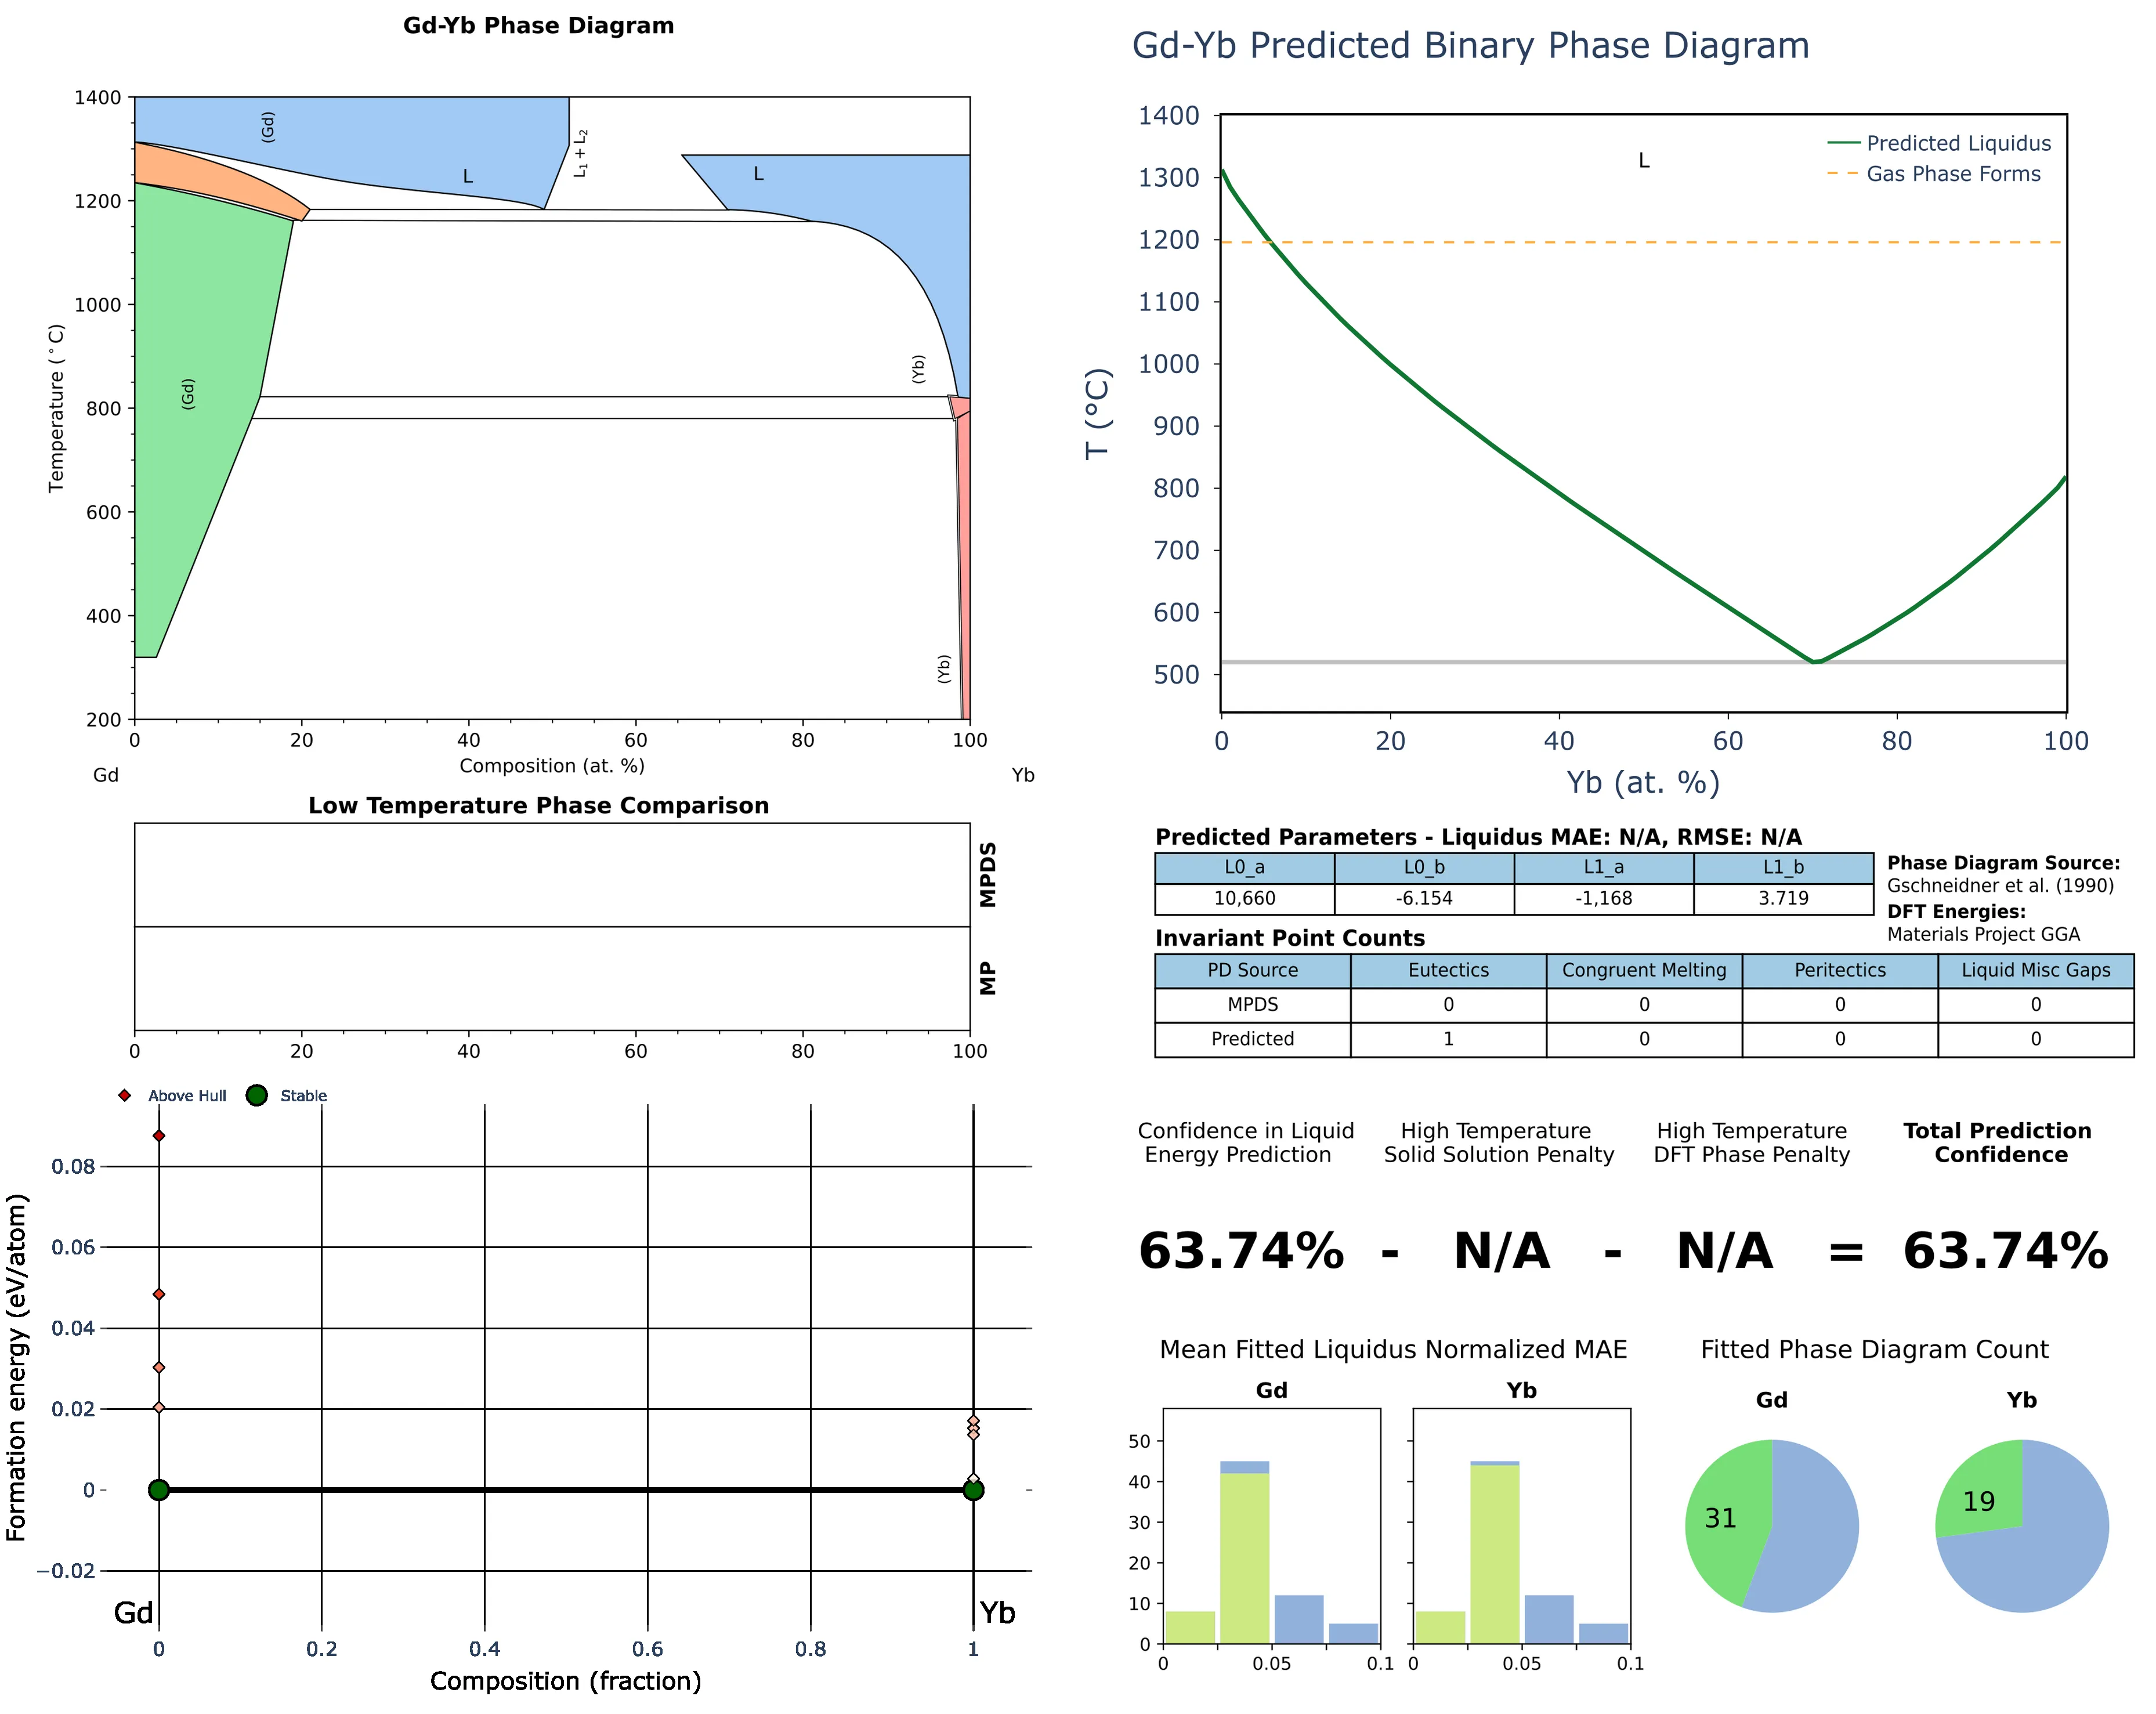 Gd-Yb Phase Diagram
1400
1200
1000
800
600
400
200
Temperature (°C)
(Gd)
L
L1 + L2
L
(Gd)
(Yb)
(Yb)
0 20 40 60 80 100
Gd Composition (at. %) Yb
Low Temperature Phase Comparison
MPDS
MP
0 20 40 60 80 100
Above Hull Stable
0.08
0.06
0.04
0.02
0
−0.02
Formation energy (eV/atom)
Gd Yb
0 0.2 0.4 0.6 0.8 1
Composition (fraction)
Gd-Yb Predicted Binary Phase Diagram
1400
1300
1200
1100
1000
900
800
700
600
500
T (°C)
L
Predicted Liquidus
Gas Phase Forms
0 20 40 60 80 100
Yb (at. %)
Predicted Parameters - Liquidus MAE: N/A, RMSE: N/A
L0_a L0_b L1_a L1_b
10,660 -6.154 -1,168 3.719
Phase Diagram Source:
Gschneidner et al. (1990)
DFT Energies:
Materials Project GGA
Invariant Point Counts
PD Source Eutectics Congruent Melting Peritectics Liquid Misc Gaps
MPDS 0 0 0 0
Predicted 1 0 0 0
Confidence in Liquid
Energy Prediction
High Temperature
Solid Solution Penalty
High Temperature
DFT Phase Penalty
Total Prediction
Confidence
63.74% - N/A - N/A = 63.74%
Mean Fitted Liquidus Normalized MAE
Gd Yb
50
40
30
20
10
0
0 0.05 0.1
0 0.05 0.1
Fitted Phase Diagram Count
Gd Yb
31
19